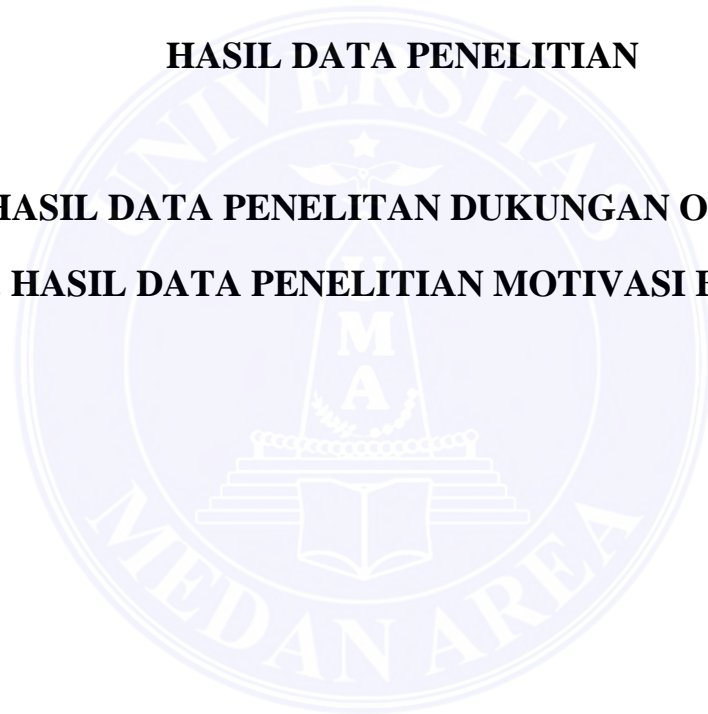 HASIL DATA PENELITIAN
UNIVERSITAS
HASIL DATA PENELITAN DUKUNGAN O
HASIL DATA PENELITIAN MOTIVASI
U
M
A
MEDAN AREA